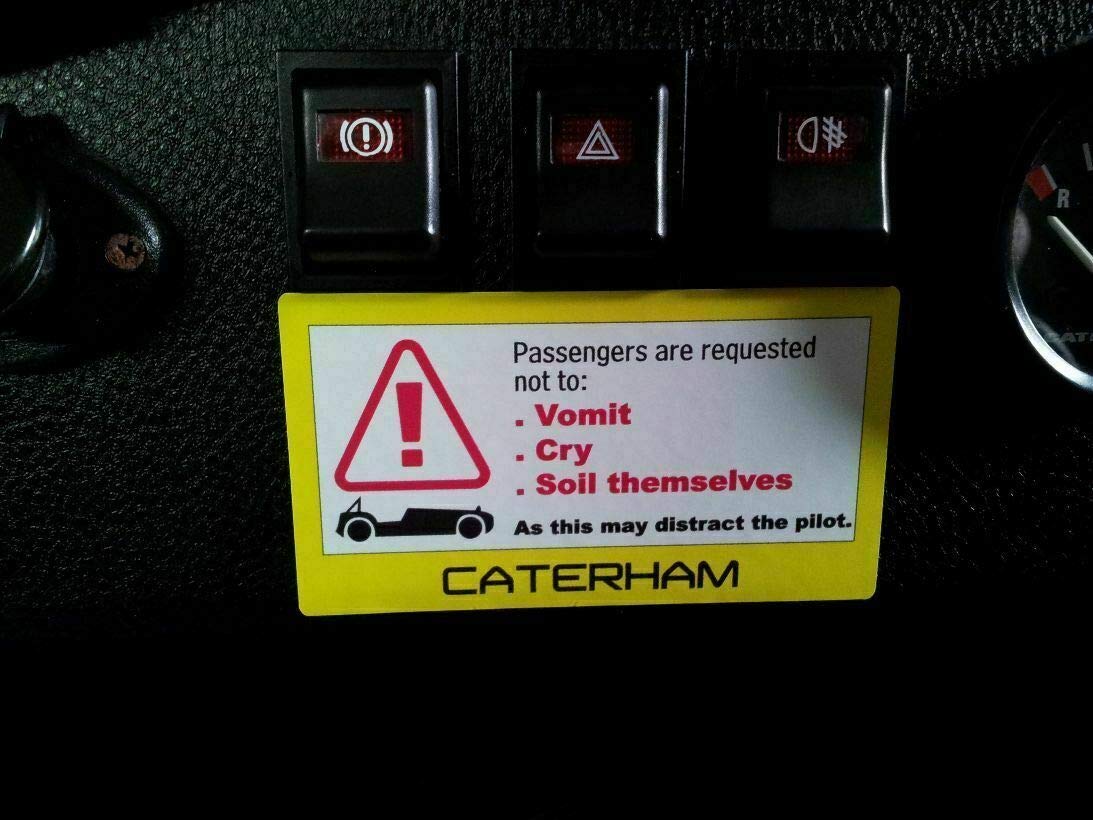 R
Passengers are requested
not to:
. Vomit
. Cry
. Soil themselves
As this may distract the pilot.
CATERHAM